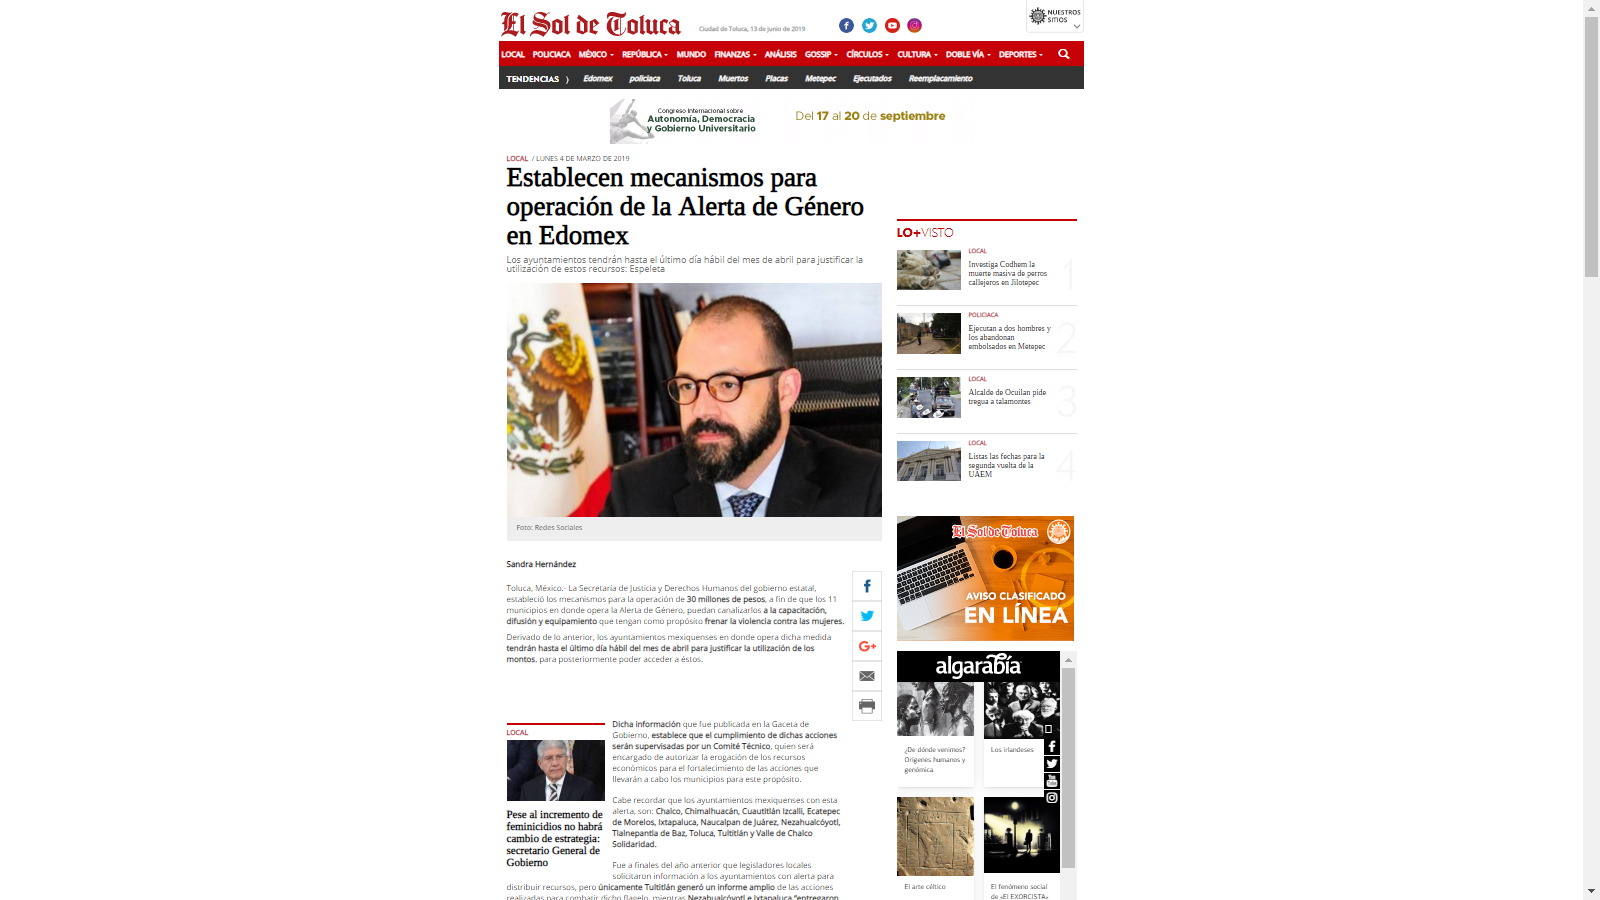 El Sol de Toluca
Ciudad de Toluca, 13 de junio de 2019
NUESTROS
SITIOS
LOCAL POLICIACA MÉXICO REPÚBLICA MUNDO FINANZAS ANÁLISIS GOSSIP CÍRCULOS CULTURA DOBLE VÍA DEPORTES
TENDENCIAS Edomex policiaca Toluca Muertos Placas Metepec Ejecutados Reemplacamiento
Congreso Internacional sobre
Autonomía, Democracia
y Gobierno Universitario
Del 17 al 20 de septiembre
LOCAL / LUNES 4 DE MARZO DE 2019
Establecen mecanismos para
operación de la Alerta de Género
en Edomex
Los ayuntamientos tendrán hasta el último día hábil del mes de abril para justificar la
utilización de estos recursos: Espeleta
Foto: Redes Sociales
Sandra Hernández
Toluca, México.- La Secretaría de Justicia y Derechos Humanos del gobierno estatal,
estableció los mecanismos para la operación de 30 millones de pesos, a fin de que los 11
municipios en donde opera la Alerta de Género, puedan canalizarlos a la capacitación,
difusión y equipamiento que tengan como propósito frenar la violencia contra las mujeres.
Derivado de lo anterior, los ayuntamientos mexiquenses en donde opera dicha medida
tendrán hasta el último día hábil del mes de abril para justificar la utilización de los
montos, para posteriormente poder acceder a éstos.
LOCAL
Pese al incremento de
feminicidios no habrá
cambio de estrategia:
secretario General de
Gobierno
Dicha información que fue publicada en la Gaceta de
Gobierno, establece que el cumplimiento de dichas acciones
serán supervisadas por un Comité Técnico, quien será
encargado de autorizar la erogación de los recursos
económicos para el fortalecimiento de las acciones que
llevarán a cabo los municipios para este propósito.
Cabe recordar que los ayuntamientos mexiquenses con esta
alerta, son: Chalco, Chimalhuacán, Cuautitlán Izcalli, Ecatepec
de Morelos, Ixtapaluca, Naucalpan de Juárez, Nezahualcóyotl,
Tlalnepantla de Baz, Toluca, Tultitlán y Valle de Chalco
Solidaridad.
Fue a finales del año anterior que legisladores locales
solicitaron información a los ayuntamientos con alerta para
distribuir recursos, pero únicamente Tultitlán generó un informe amplio de las acciones
realizadas para combatir dicho flagelo, mientras Nezahualcóyotl e Ixtapaluca "entregaron
LO+VISTO
LOCAL
Investiga Codhem la
muerte masiva de perros
callejeros en Jilotepec
1
POLICIACA
Ejecutan a dos hombres y
los abandonan
embolsados en Metepec
2
LOCAL
Alcalde de Ocuilan pide
tregua a talamontes
3
LOCAL
Listas las fechas para la
segunda vuelta de la
UAEM
4
El Sol de Toluca
AVISO CLASIFICADO
EN LÍNEA
algarabía
¿De dónde venimos?
Orígenes humanos y
genómica
Los irlandeses
El arte céltico
El fenómeno social
de «El EXORCISTA»